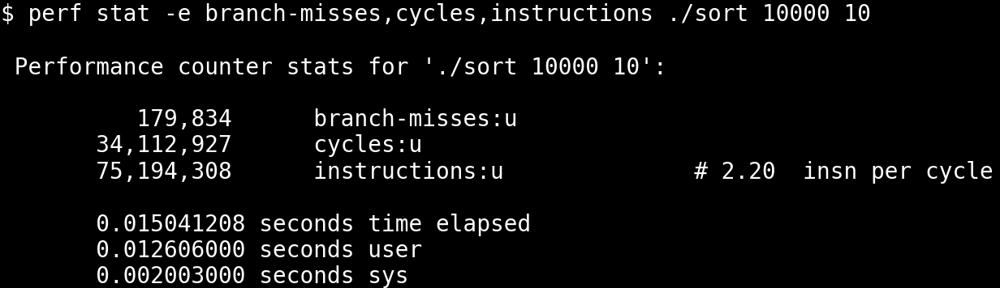 $ perf stat -e branch-misses,cycles,instructions ./sort 10000 10
Performance counter stats for './sort 10000 10':
179,834 branch-misses:u
34,112,927 cycles:u
75,194,308 instructions:u # 2.20 insn per cycle
0.015041208 seconds time elapsed
0.012606000 seconds user
0.002003000 seconds sys